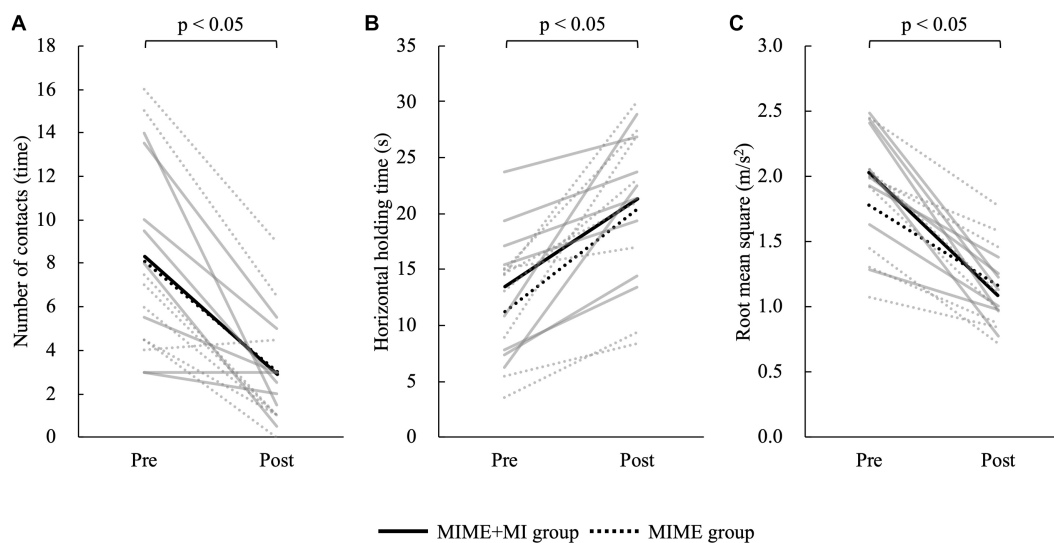 A
p < 0.05
Number of contacts (time)
18
16
14
12
10
8
6
4
2
0
Pre
Post
B
p < 0.05
Horizontal holding time (s)
35
30
25
20
15
10
5
0
Pre
Post
C
p < 0.05
Root mean square (m/s²)
3.0
2.5
2.0
1.5
1.0
0.5
0.0
Pre
Post
MIME+MI group
MIME group